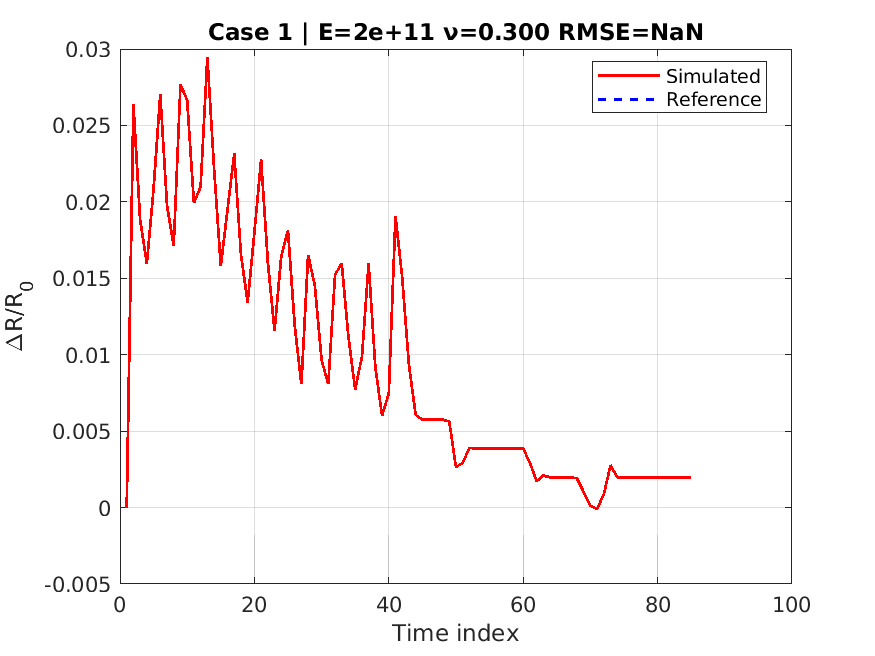 Case 1 | E=2e+11 ν=0.300 RMSE=NaN
0.03
0.025
0.02
0.015
0.01
0.005
0
-0.005
ΔR/R₀
Simulated
Reference
0 20 40 60 80 100
Time index